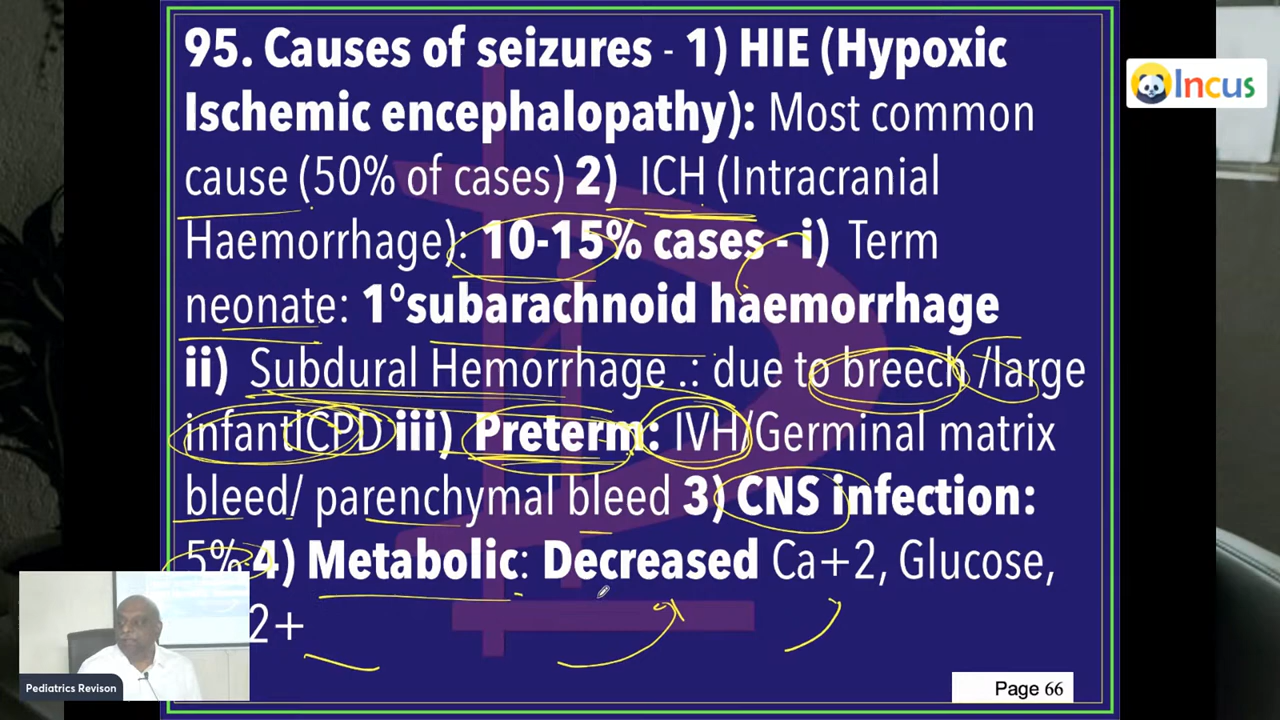 95. Causes of seizures - 1) HIE (Hypoxic
Ischemic encephalopathy): Most common
cause (50% of cases) 2) ICH (Intracranial
Haemorrhage): 10-15% cases - i) Term
neonate: 1°subarachnoid haemorrhage
ii) Subdural Hemorrhage .: due to breech /large
infantICPD iii) Preterm: IVH/Germinal matrix
bleed/ parenchymal bleed 3) CNS infection:
5% 4) Metabolic: Decreased Ca+2, Glucose,
2+
Incus
Pediatrics Revison
Page 66